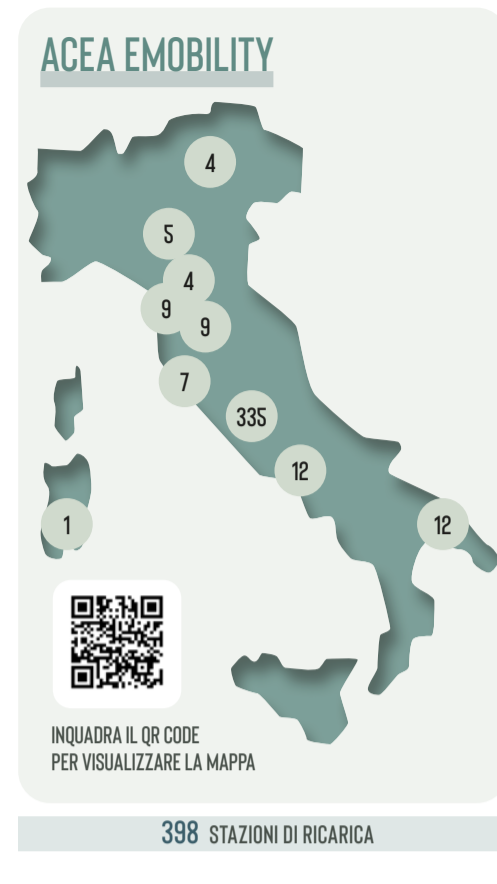 ACEA EMOBILITY
4
5
4
9
9
7
335
12
1
12
INQUADRA IL QR CODE
PER VISUALIZZARE LA MAPPA
398 STAZIONI DI RICARICA